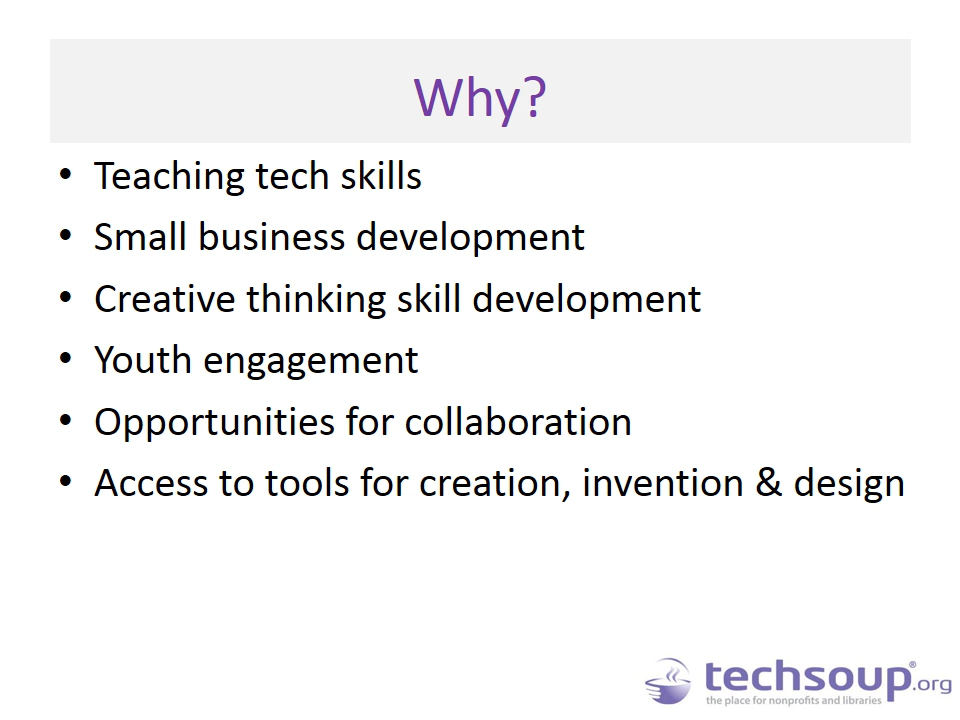 Why?
• Teaching tech skills
• Small business development
• Creative thinking skill development
• Youth engagement
• Opportunities for collaboration
• Access to tools for creation, invention & design
techsoup®.org
the place for nonprofits and libraries